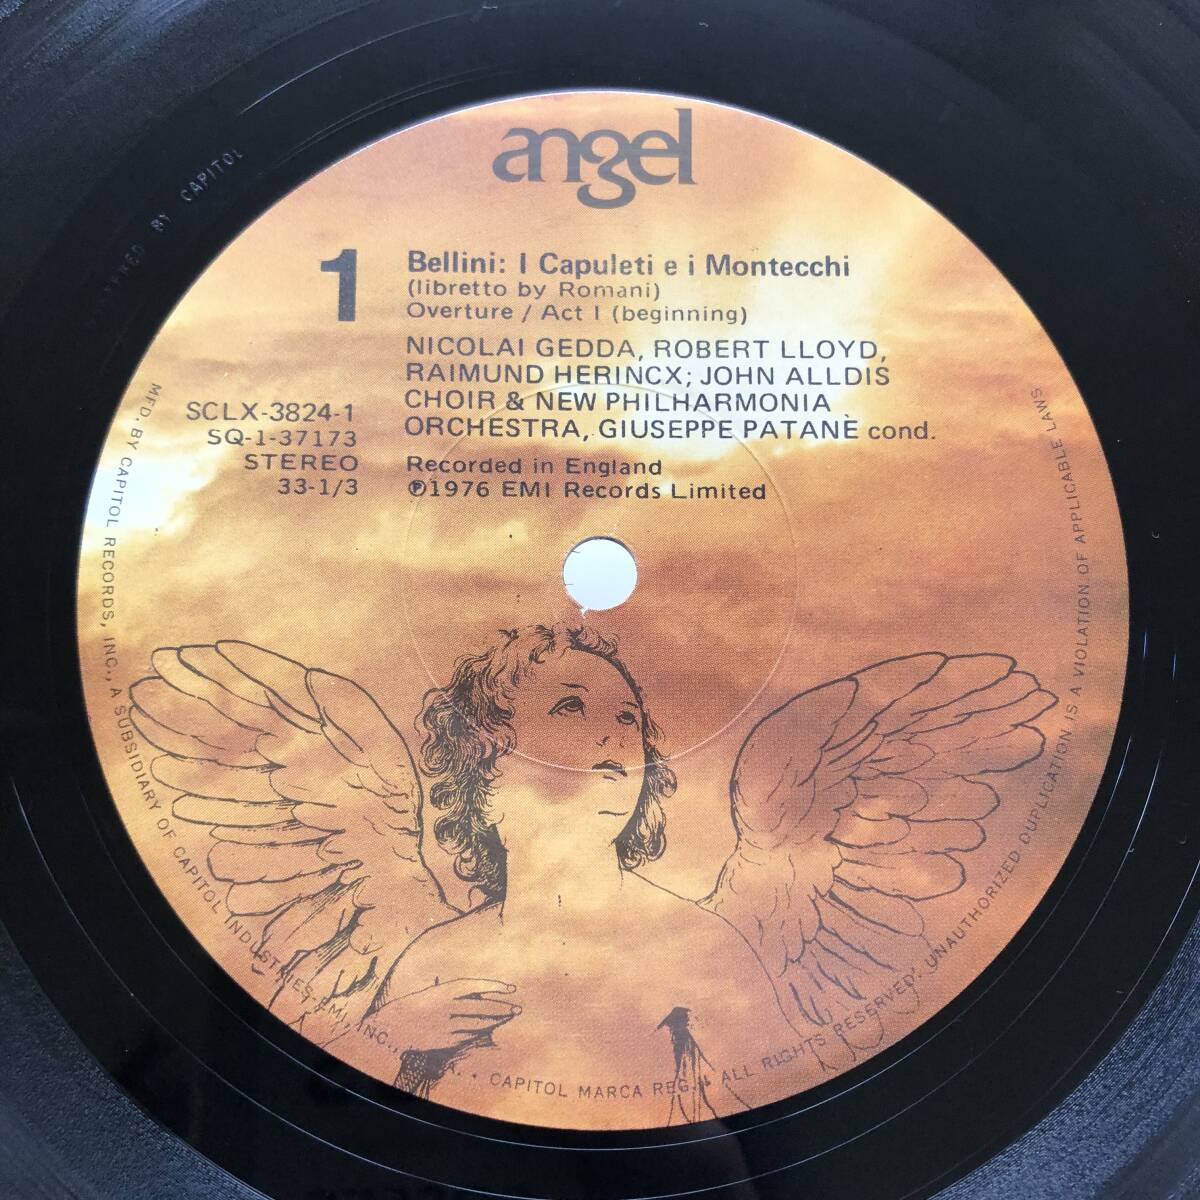 angel
1
Bellini: I Capuleti e i Montecchi
(libretto by Romani)
Overture / Act I (beginning)
NICOLAI GEDDA, ROBERT LLOYD,
RAIMUND HERINCX; JOHN ALLDIS
CHOIR & NEW PHILHARMONIA
ORCHESTRA, GIUSEPPE PATANÈ cond.
SCLX-3824-1
SQ-1-37173
STEREO
33-1/3
Recorded in England
℗1976 EMI Records Limited
MFD. BY CAPITOL RECORDS, INC., A SUBSIDIARY OF CAPITOL INDUSTRIES-EMI, INC., . CAPITOL MARCA REG. . ALL RIGHTS RESERVED. UNAUTHORIZED DUPLICATION IS A VIOLATION OF APPLICABLE LAWS
BY CAPITOL